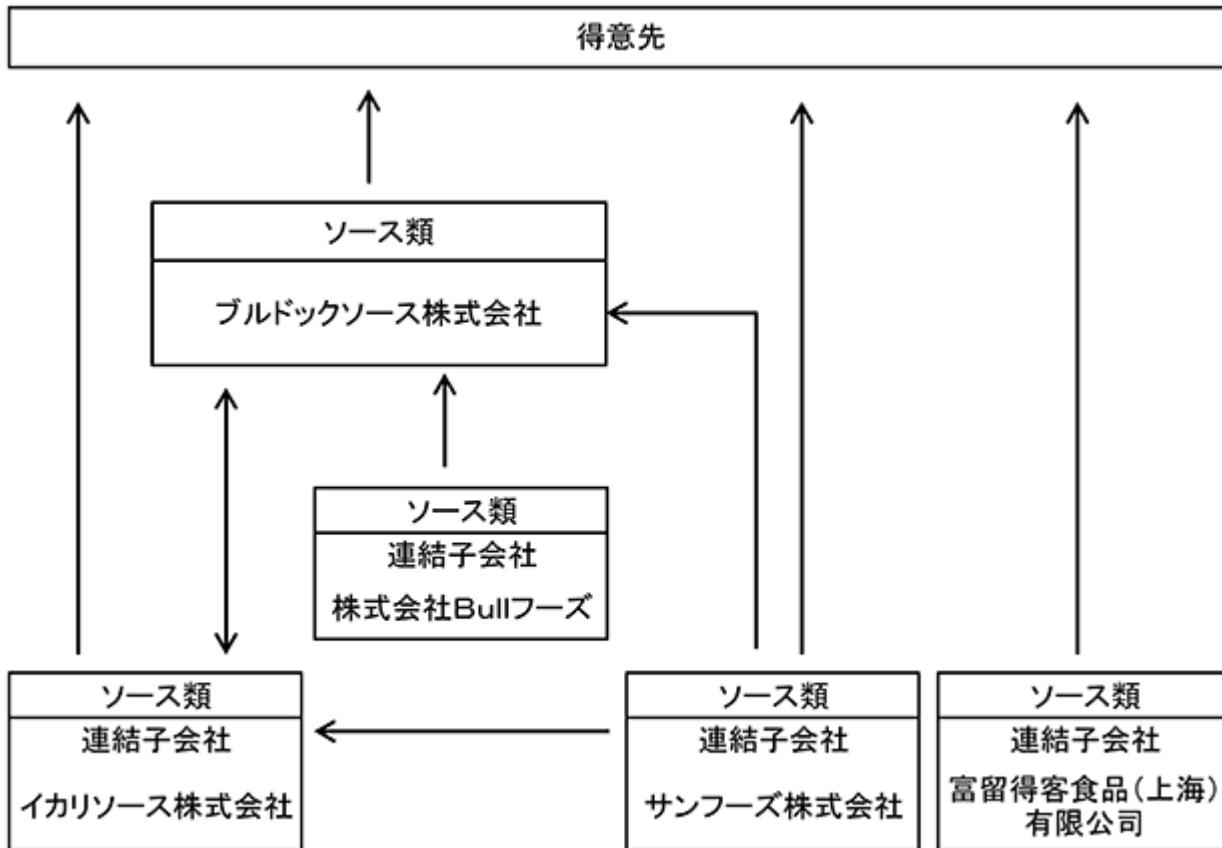 得意先
ソース類
ブルドックソース株式会社
ソース類
連結子会社
株式会社Bullフーズ
ソース類
連結子会社
イカリソース株式会社
ソース類
連結子会社
サンフーズ株式会社
ソース類
連結子会社
富留得客食品（上海）
有限公司